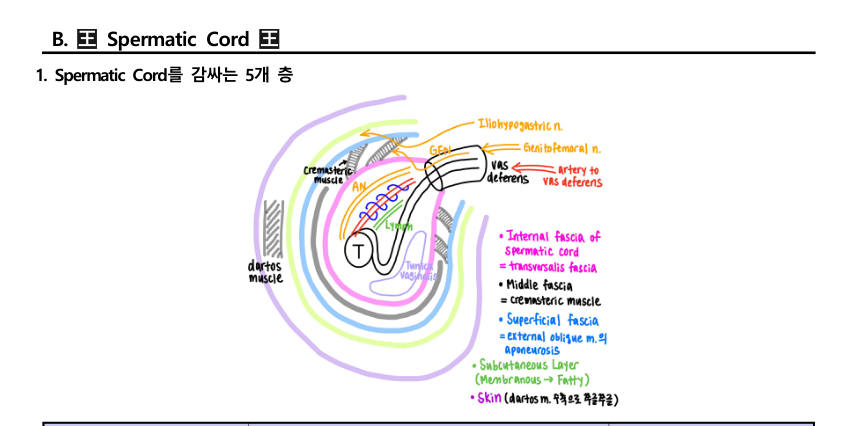 B. 王 Spermatic Cord 王
1. Spermatic Cord를 감싸는 5개 층
Iliohypogastric n.
GFN
Genitofemoral n.
cremasteric
muscle
vas
deferens
artery to
vas deferens
AN
Lymph
T
Tunica
vaginalis
dartos
muscle
• Internal fascia of
spermatic cord
= transversalis fascia
• Middle fascia
= cremasteric muscle
• Superficial fascia
= external oblique m.의
aponeurosis
• Subcutaneous Layer
(Membranous → Fatty)
• Skin (dartos m. 수축으로 쭈글쭈글)